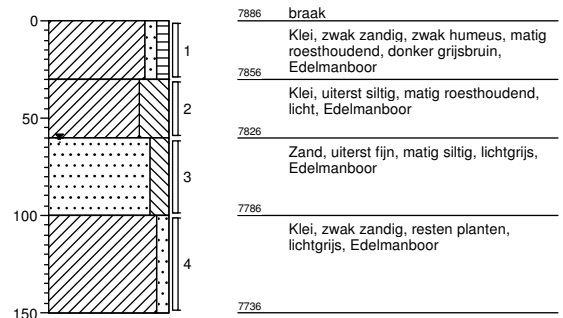 0
50
100
150
1
2
3
4
7886 braak
Klei, zwak zandig, zwak humeus, matig
roesthoudend, donker grijsbruin,
Edelmanboor
7856
Klei, uiterst siltig, matig roesthoudend,
licht, Edelmanboor
7826
Zand, uiterst fijn, matig siltig, lichtgrijs,
Edelmanboor
7786
Klei, zwak zandig, resten planten,
lichtgrijs, Edelmanboor
7736